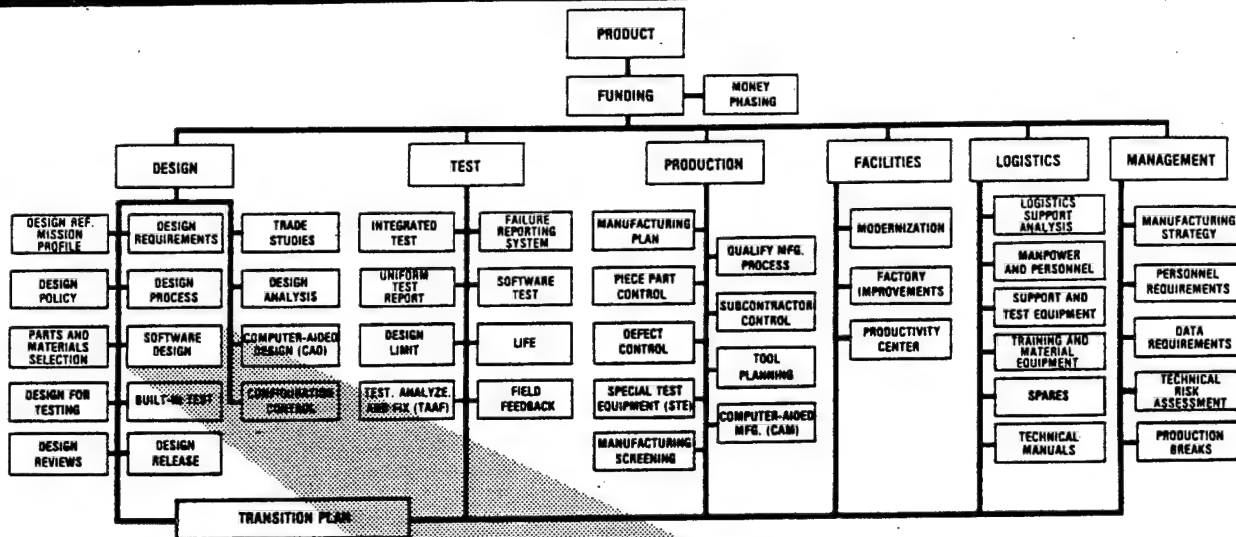 PRODUCT
FUNDING
MONEY
PHASING
DESIGN
TEST
PRODUCTION
FACILITIES
LOGISTICS
MANAGEMENT
DESIGN REF.
MISSION
PROFILE
DESIGN
POLICY
PARTS AND
MATERIALS
SELECTION
DESIGN FOR
TESTING
DESIGN
REVIEWS
DESIGN
REQUIREMENTS
DESIGN
PROCESS
SOFTWARE
DESIGN
BUILT-IN TEST
DESIGN
RELEASE
TRADE
STUDIES
DESIGN
ANALYSIS
COMPUTER-AIDED
DESIGN (CAD)
CONFIGURATION
CONTROL
INTEGRATED
TEST
UNIFORM
TEST
REPORT
DESIGN
LIMIT
TEST, ANALYZE,
AND FIX (TAAF)
FAILURE
REPORTING
SYSTEM
SOFTWARE
TEST
LIFE
FIELD
FEEDBACK
MANUFACTURING
PLAN
PIECE PART
CONTROL
DEFECT
CONTROL
SPECIAL TEST
EQUIPMENT (STE)
MANUFACTURING
SCREENING
QUALIFY MFG.
PROCESS
SUBCONTRACTOR
CONTROL
TOOL
PLANNING
COMPUTER-AIDED
MFG. (CAM)
MODERNIZATION
FACTORY
IMPROVEMENTS
PRODUCTIVITY
CENTER
LOGISTICS
SUPPORT
ANALYSIS
MANPOWER
AND PERSONNEL
SUPPORT AND
TEST EQUIPMENT
TRAINING AND
MATERIAL
EQUIPMENT
SPARES
TECHNICAL
MANUALS
MANUFACTURING
STRATEGY
PERSONNEL
REQUIREMENTS
DATA
REQUIREMENTS
TECHNICAL
RISK
ASSESSMENT
PRODUCTION
BREAKS
TRANSITION PLAN